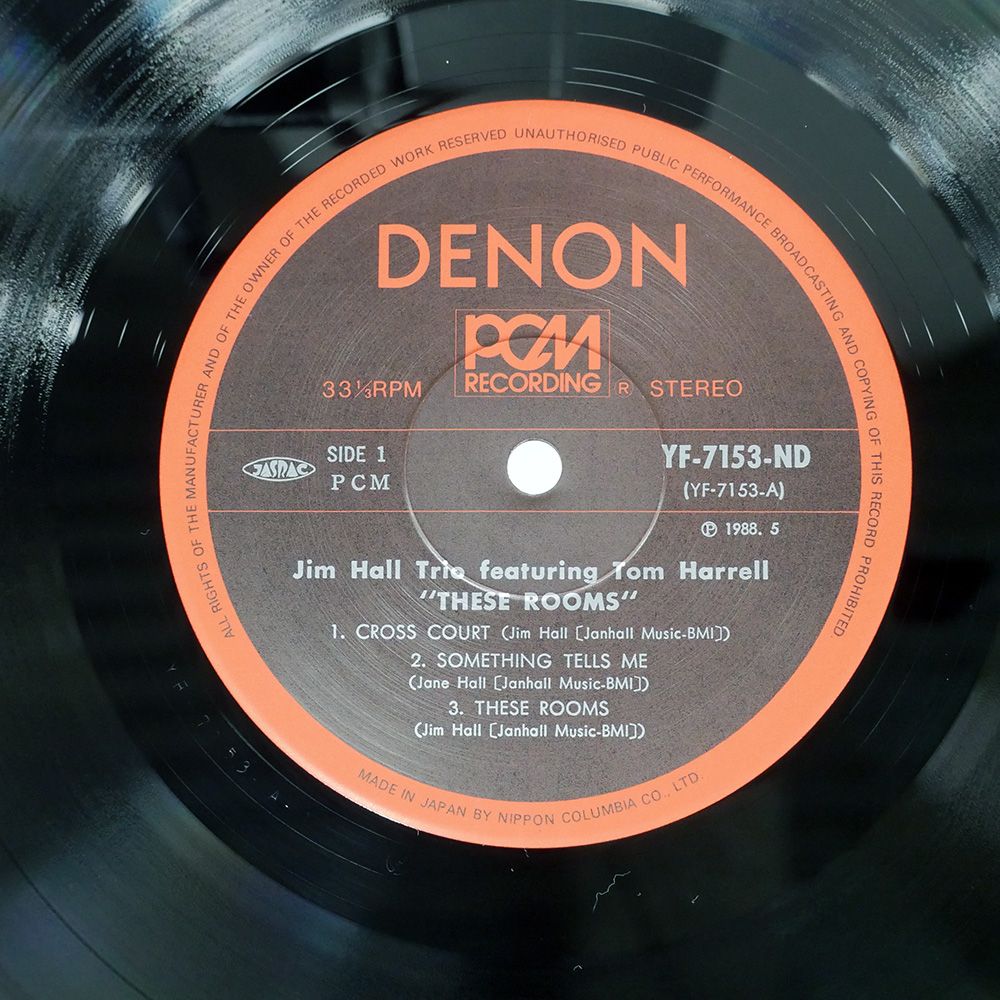 ALL RIGHTS OF THE MANUFACTURER AND OF THE OWNER OF THE RECORDED WORK RESERVED UNAUTHORISED PUBLIC PERFORMANCE BROADCASTING AND COPYING OF THIS RECORD PROHIBITED.
DENON
PCM
RECORDING
33⅓RPM
R STEREO
JASRAC
SIDE 1
PCM
YF-7153-ND
(YF-7153-A)
Ⓟ 1988. 5
Jim Hall Trio featuring Tom Harrell
"THESE ROOMS"
1. CROSS COURT (Jim Hall [Janhall Music-BMI])
2. SOMETHING TELLS ME
(Jane Hall [Janhall Music-BMI])
3. THESE ROOMS
(Jim Hall [Janhall Music-BMI])
MADE IN JAPAN BY NIPPON COLUMBIA CO., LTD.